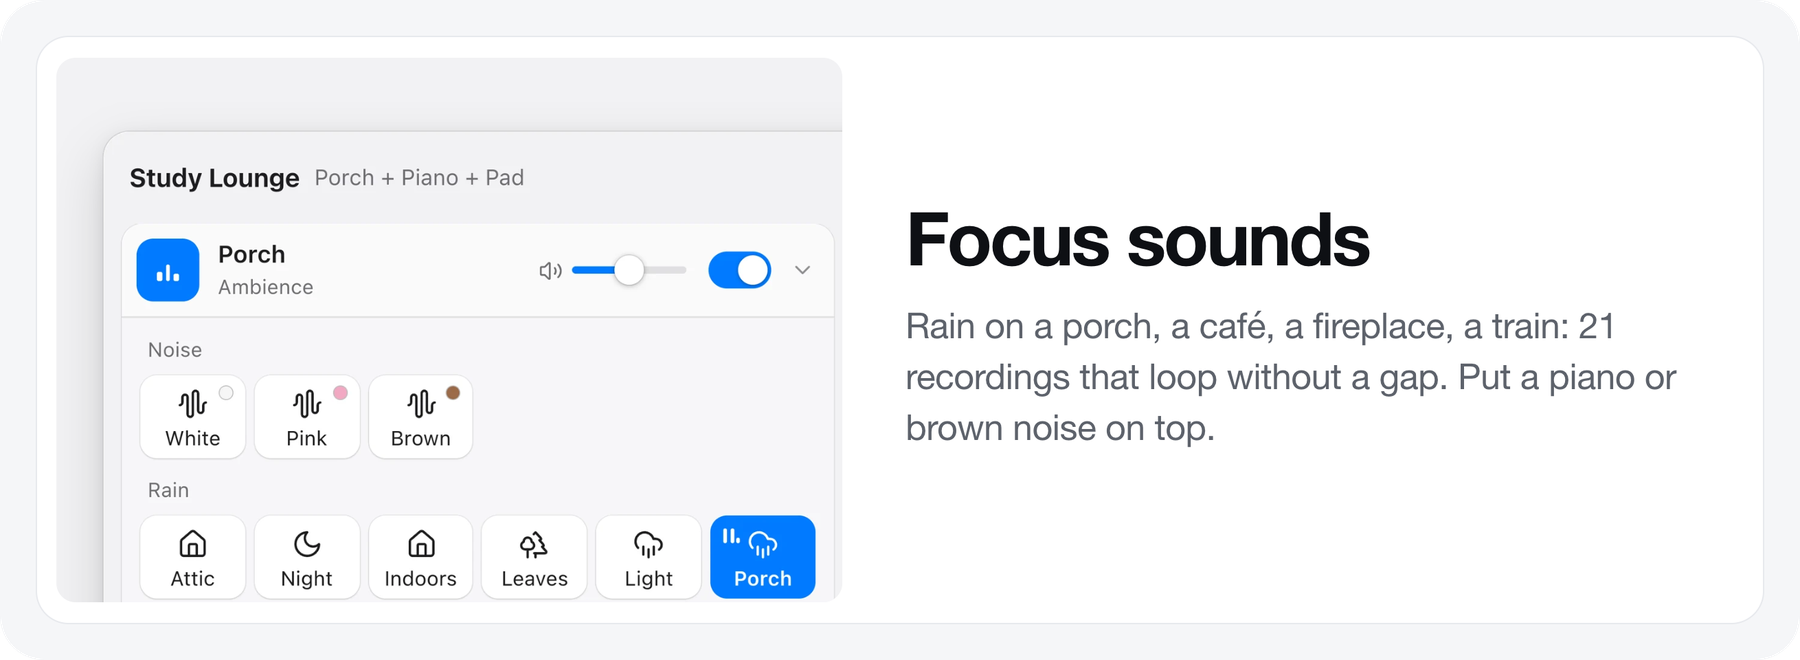 Study Lounge Porch + Piano + Pad
Porch
Ambience
Noise
White Pink Brown
Rain
Attic Night Indoors Leaves Light Porch
Focus sounds
Rain on a porch, a café, a fireplace, a train: 21
recordings that loop without a gap. Put a piano or
brown noise on top.